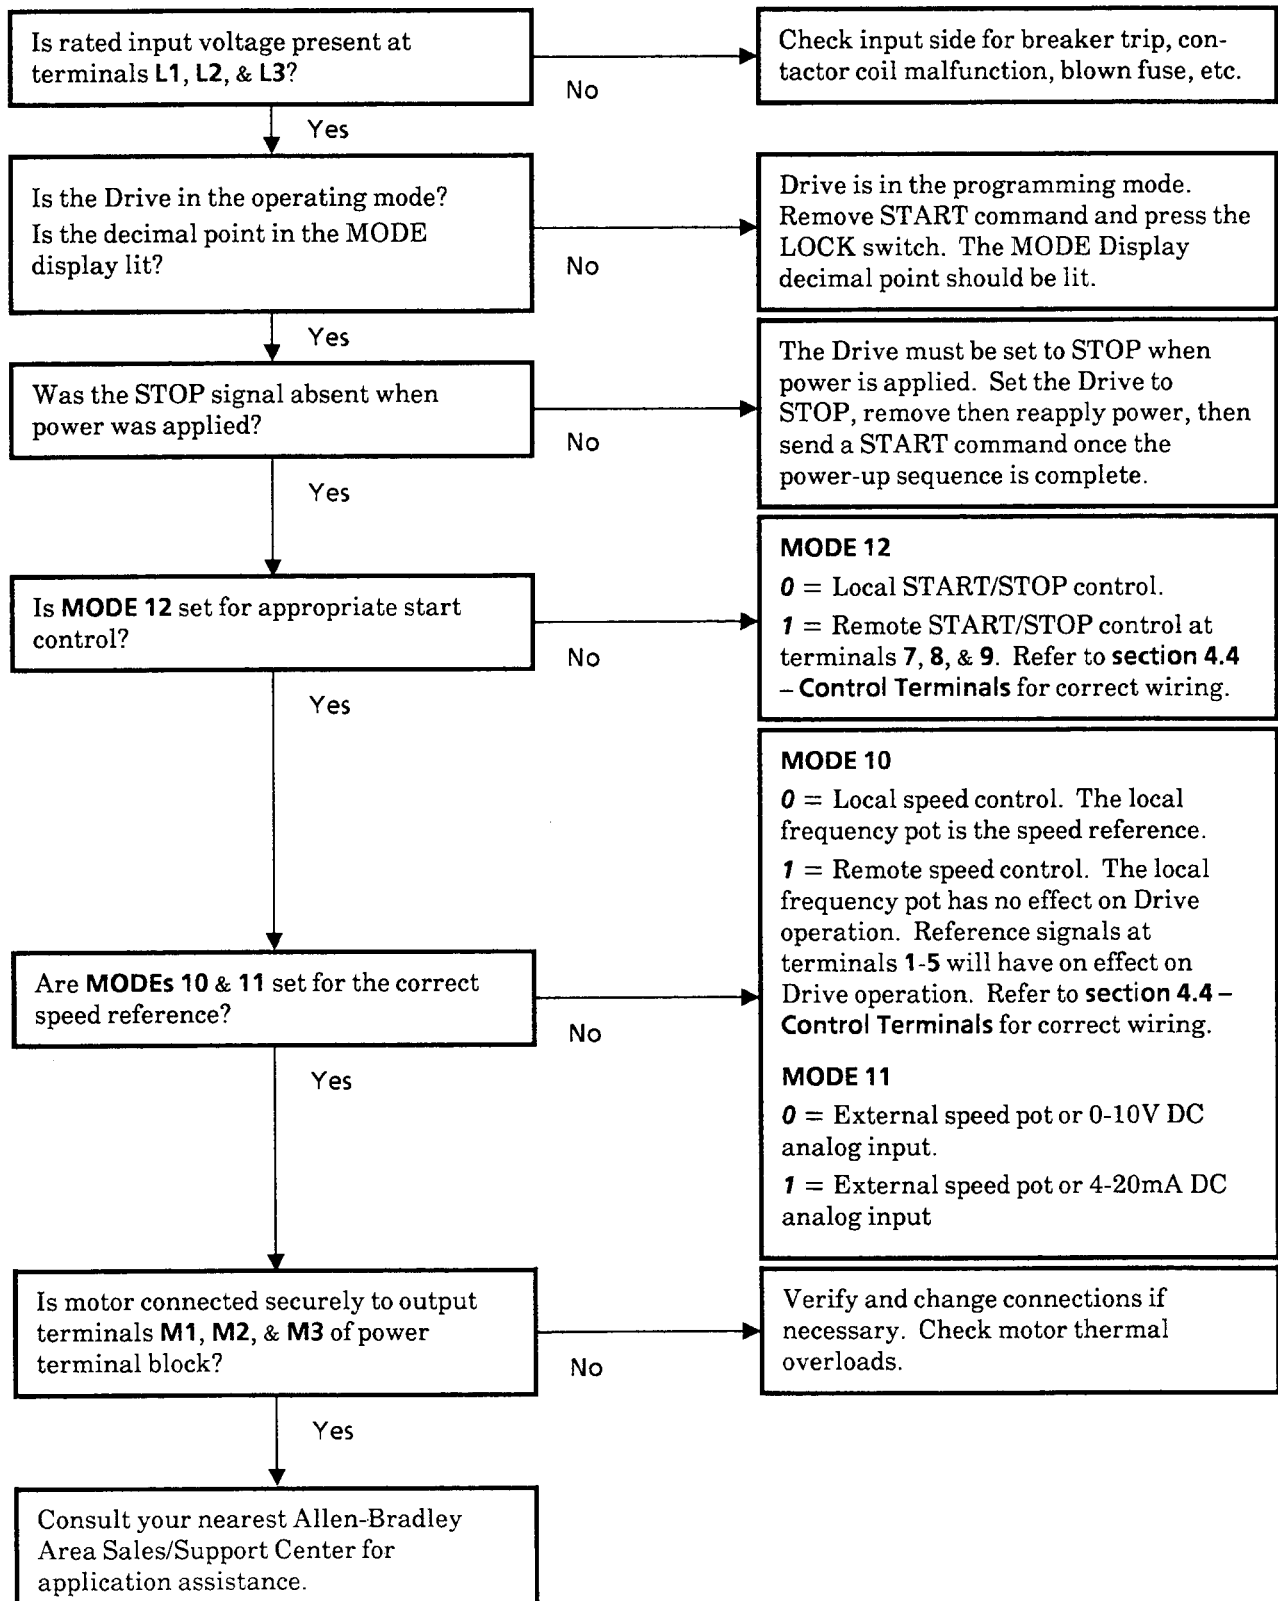 Is rated input voltage present at
terminals L1, L2, & L3?
No
Check input side for breaker trip, con-
tactor coil malfunction, blown fuse, etc.
Yes
Is the Drive in the operating mode?
Is the decimal point in the MODE
display lit?
No
Drive is in the programming mode.
Remove START command and press the
LOCK switch. The MODE Display
decimal point should be lit.
Yes
Was the STOP signal absent when
power was applied?
No
The Drive must be set to STOP when
power is applied. Set the Drive to
STOP, remove then reapply power, then
send a START command once the
power-up sequence is complete.
Yes
Is MODE 12 set for appropriate start
control?
No
MODE 12
0 = Local START/STOP control.
1 = Remote START/STOP control at
terminals 7, 8, & 9. Refer to section 4.4
– Control Terminals for correct wiring.
Yes
Are MODEs 10 & 11 set for the correct
speed reference?
No
MODE 10
0 = Local speed control. The local
frequency pot is the speed reference.
1 = Remote speed control. The local
frequency pot has no effect on Drive
operation. Reference signals at
terminals 1-5 will have on effect on
Drive operation. Refer to section 4.4 –
Control Terminals for correct wiring.
MODE 11
0 = External speed pot or 0-10V DC
analog input.
1 = External speed pot or 4-20mA DC
analog input
Yes
Is motor connected securely to output
terminals M1, M2, & M3 of power
terminal block?
No
Verify and change connections if
necessary. Check motor thermal
overloads.
Yes
Consult your nearest Allen-Bradley
Area Sales/Support Center for
application assistance.